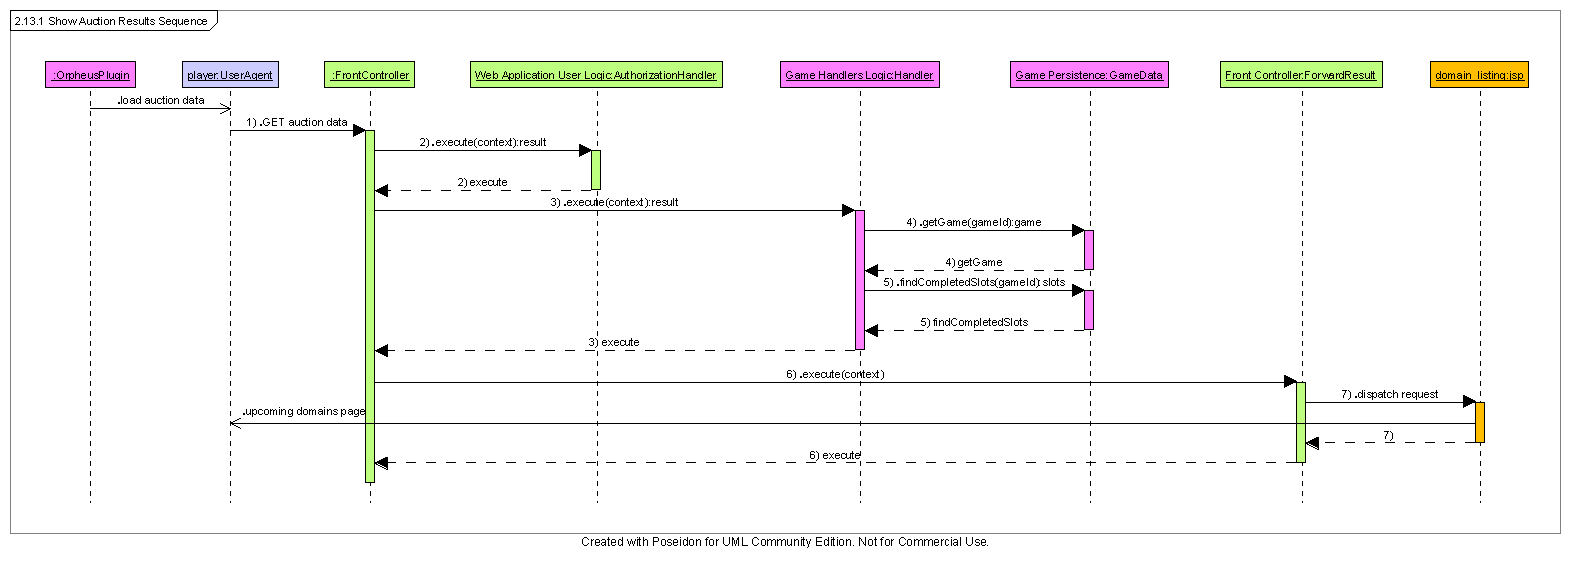 2.13.1 Show Auction Results Sequence
:OrpheusPlugin
player:UserAgent
:FrontController
Web Application User Logic:AuthorizationHandler
Game Handlers Logic:Handler
Game Persistence:GameData
Front Controller:ForwardResult
domain_listing:jsp
.load auction data
1) .GET auction data
2) .execute(context):result
2) execute
3) .execute(context):result
4) .getGame(gameId):game
4) getGame
5) .findCompletedSlots(gameId):slots
5) findCompletedSlots
3) execute
6) .execute(context)
7) .dispatch request
.upcoming domains page
7)
6) execute
Created with Poseidon for UML Community Edition. Not for Commercial Use.